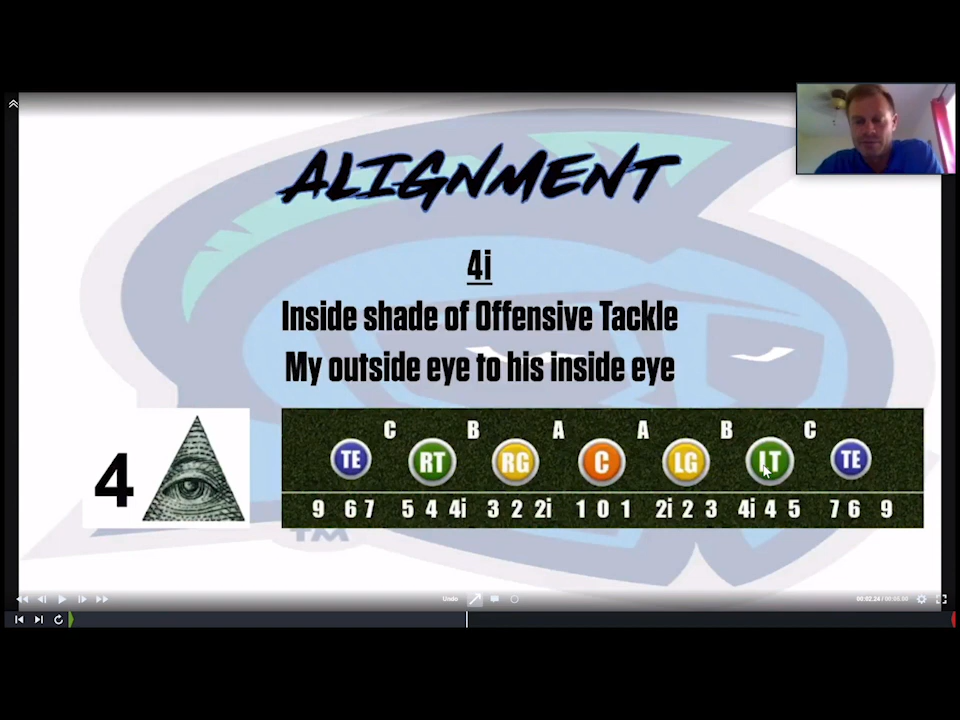 ALIGNMENT
4i
Inside shade of Offensive Tackle
My outside eye to his inside eye
4
C B A A B C
TE RT RG C LG LT TE
9 6 7 5 4 4i 3 2 2i 1 0 1 2i 2 3 4i 4 5 7 6 9
TM
Undo